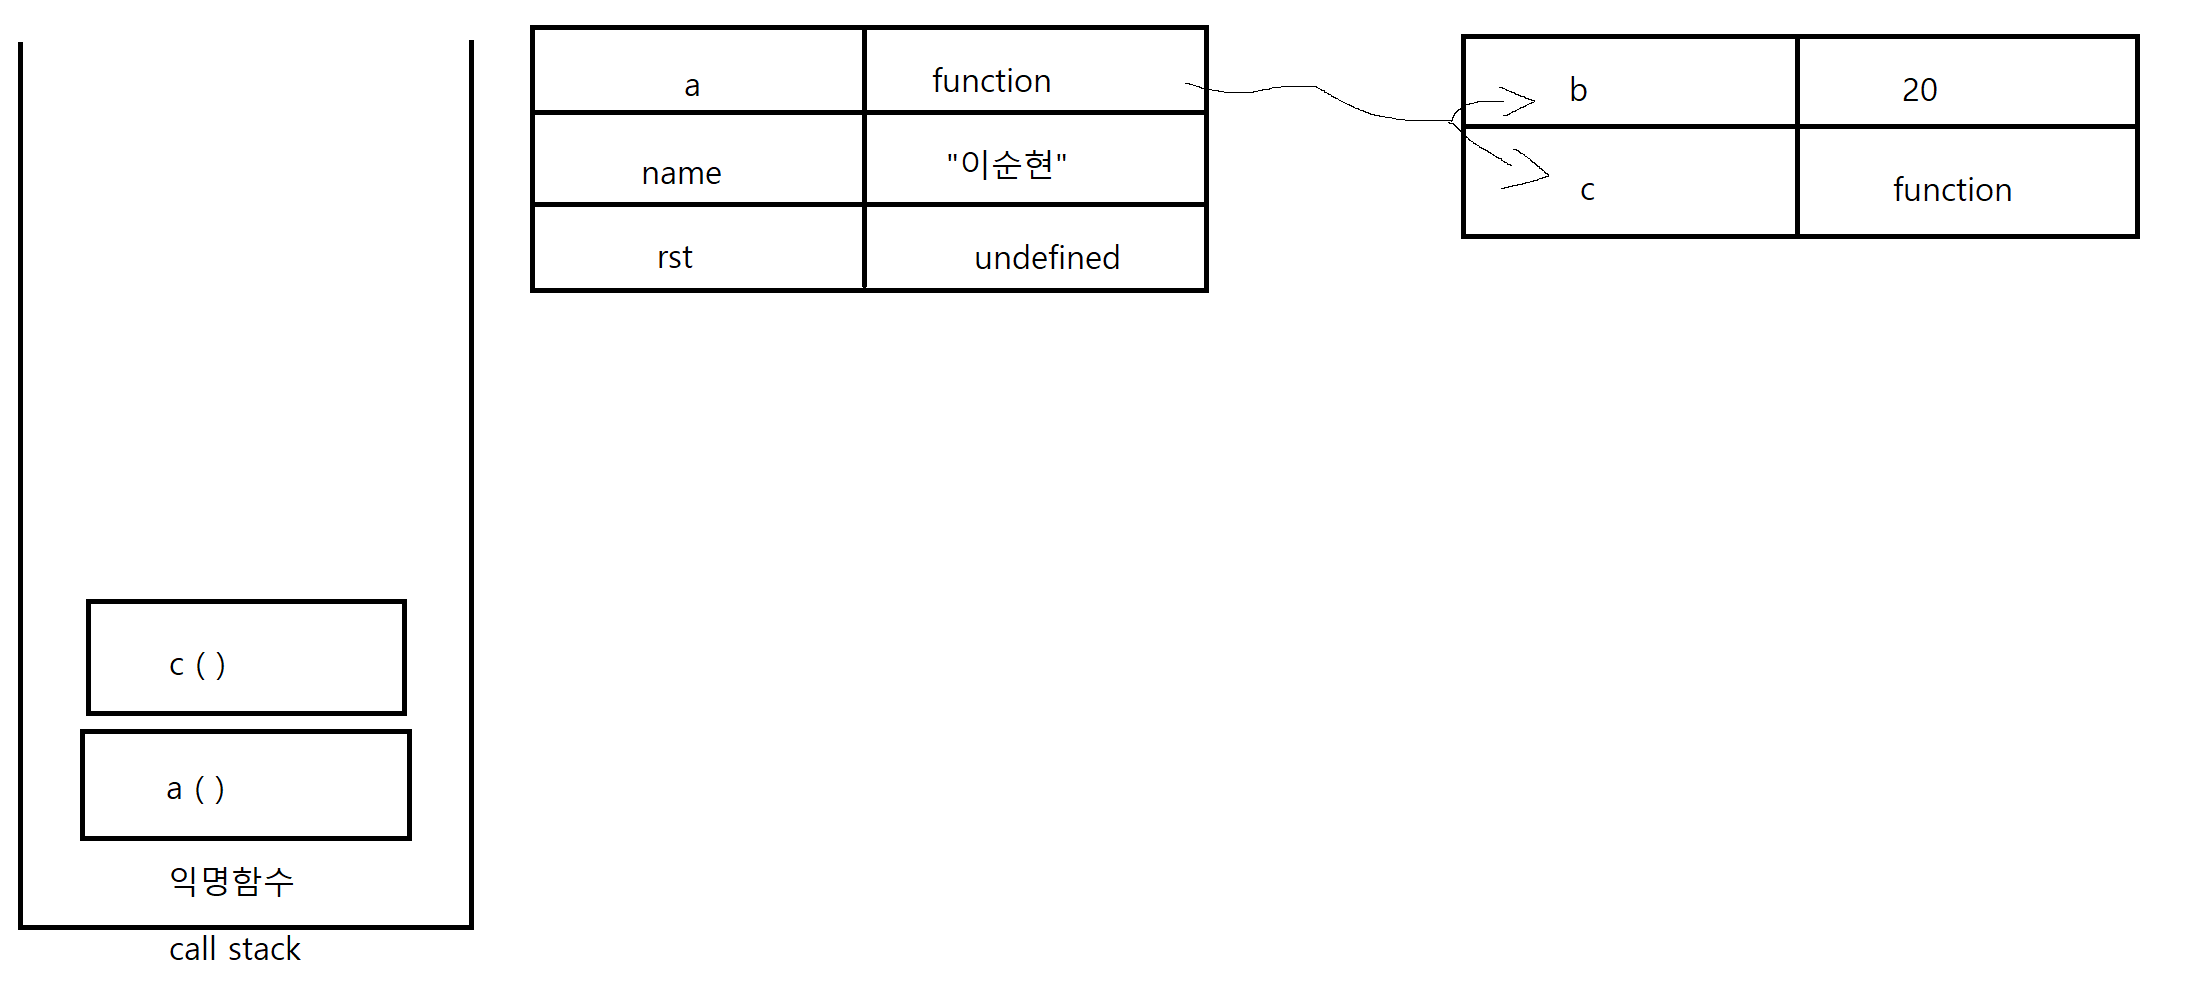 a function
name "이순현"
rst undefined
b 20
c function
c ( )
a ( )
익명함수
call stack